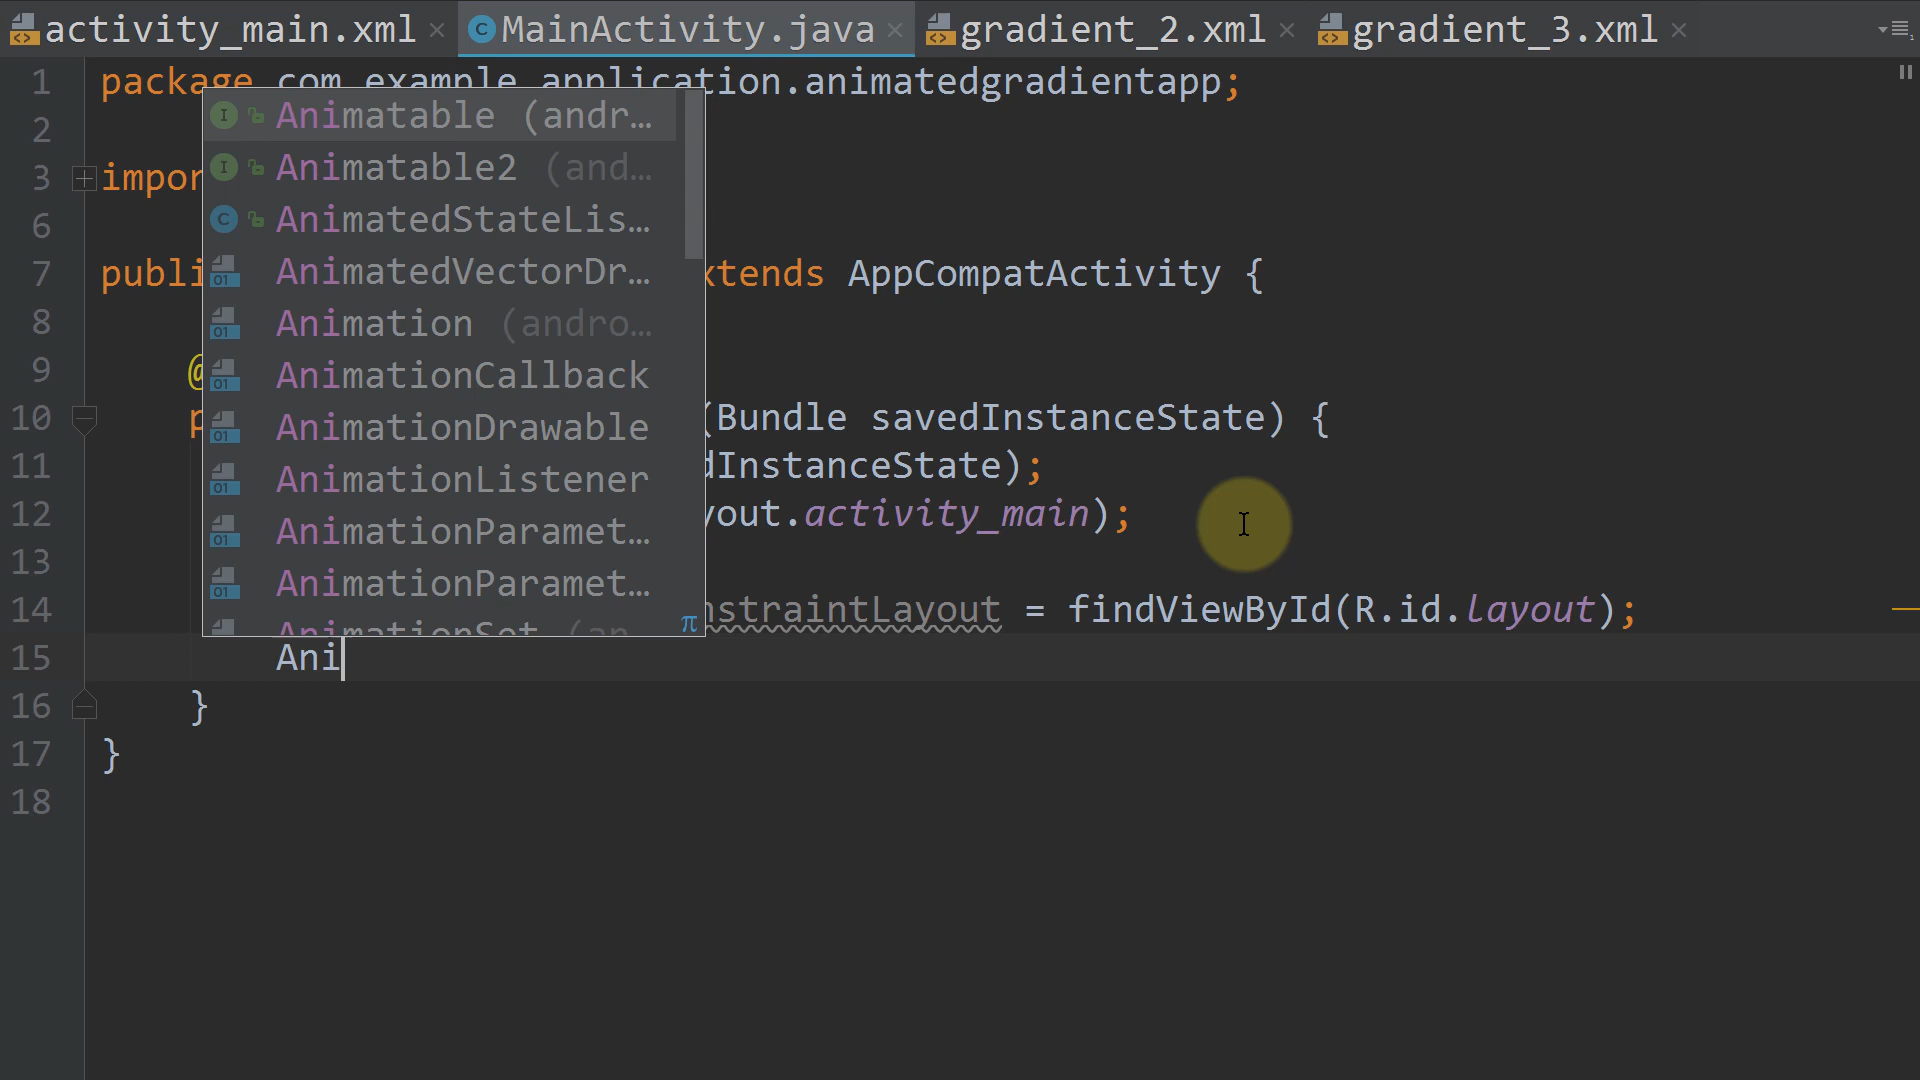 activity_main.xml MainActivity.java gradient_2.xml gradient_3.xml
1 package com.example.application.animatedgradientapp;
Animatable (andr…
2
Animatable2 (and…
3 impor
AnimatedStateLis…
6
AnimatedVectorDr…
7 publi xtends AppCompatActivity {
Animation (andro…
8
AnimationCallback
9 @
AnimationDrawable
10 p (Bundle savedInstanceState) {
AnimationListener
11 dInstanceState);
AnimationParamet…
12 yout.activity_main);
AnimationParamet…
13
AnimationSet (an
π
14 nstraintLayout = findViewById(R.id.layout);
15 Ani
16 }
17 }
18